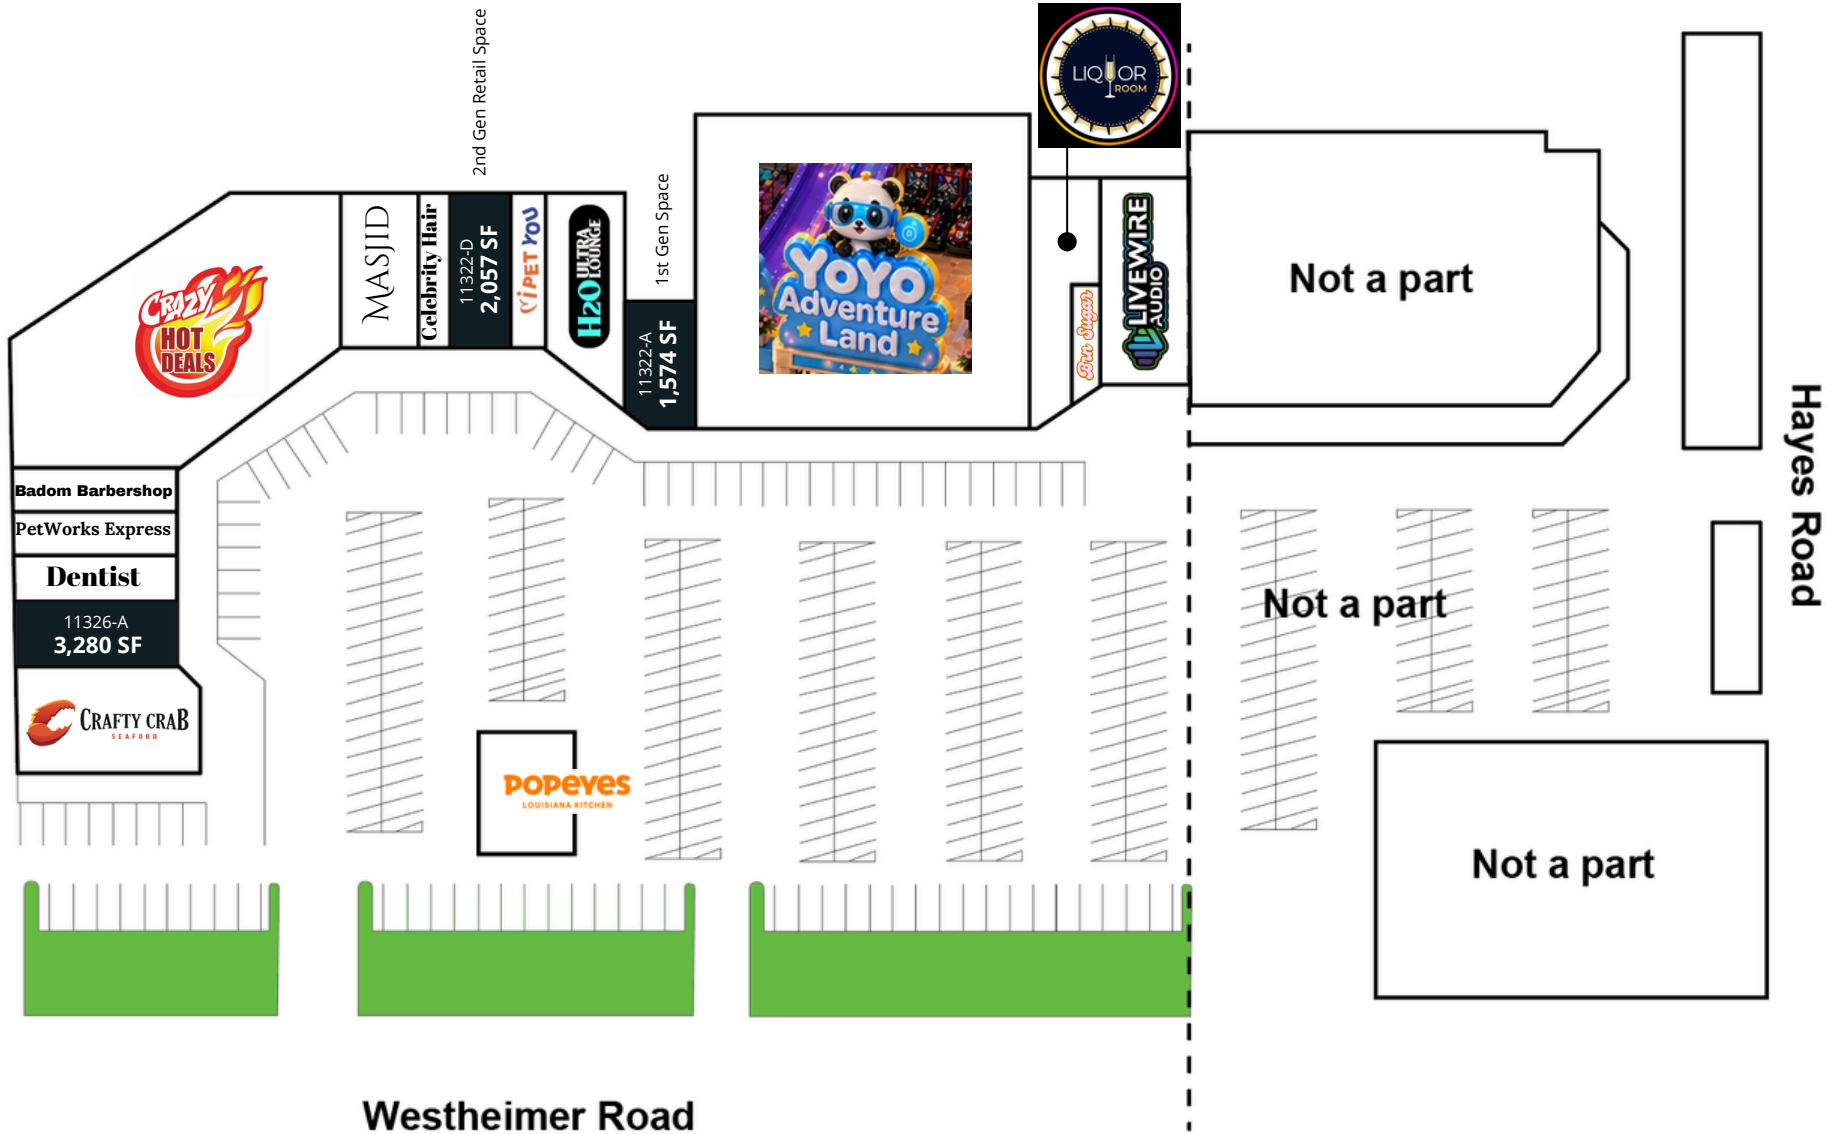 2nd Gen Retail Space
1st Gen Space
LIQUOR
ROOM
CRAZY
HOT
DEALS
MASJID
Celebrity Hair
11322-D
2,057 SF
iPET YOU
H2O ULTRA
LOUNGE
11322-A
1,574 SF
YOYO
Adventure
Land
Brn Sugar
LIVEWIRE
AUDIO
Not a part
Hayes Road
Badom Barbershop
PetWorks Express
Dentist
11326-A
3,280 SF
CRAFTY CRAB
SEAFOOD
POPEYES
LOUISIANA KITCHEN
Not a part
Not a part
Westheimer Road